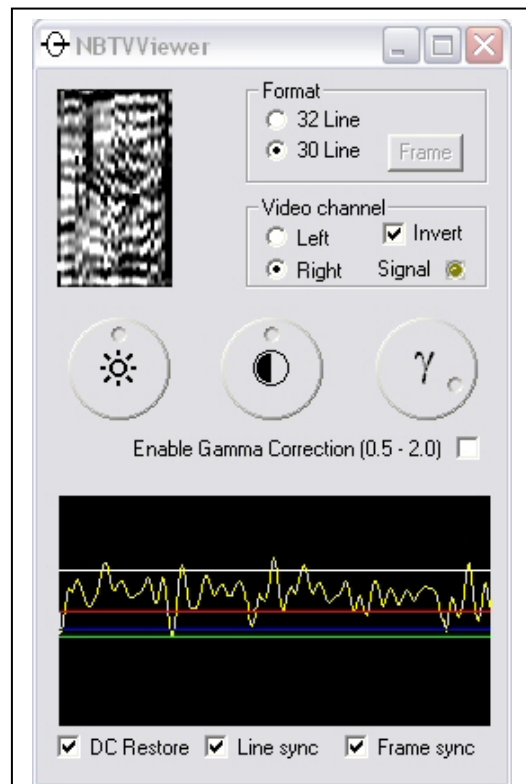 NBTVViewer
Format
32 Line
30 Line
Frame
Video channel
Left
Invert
Right
Signal
γ
Enable Gamma Correction (0.5 - 2.0)
DC Restore
Line sync
Frame sync